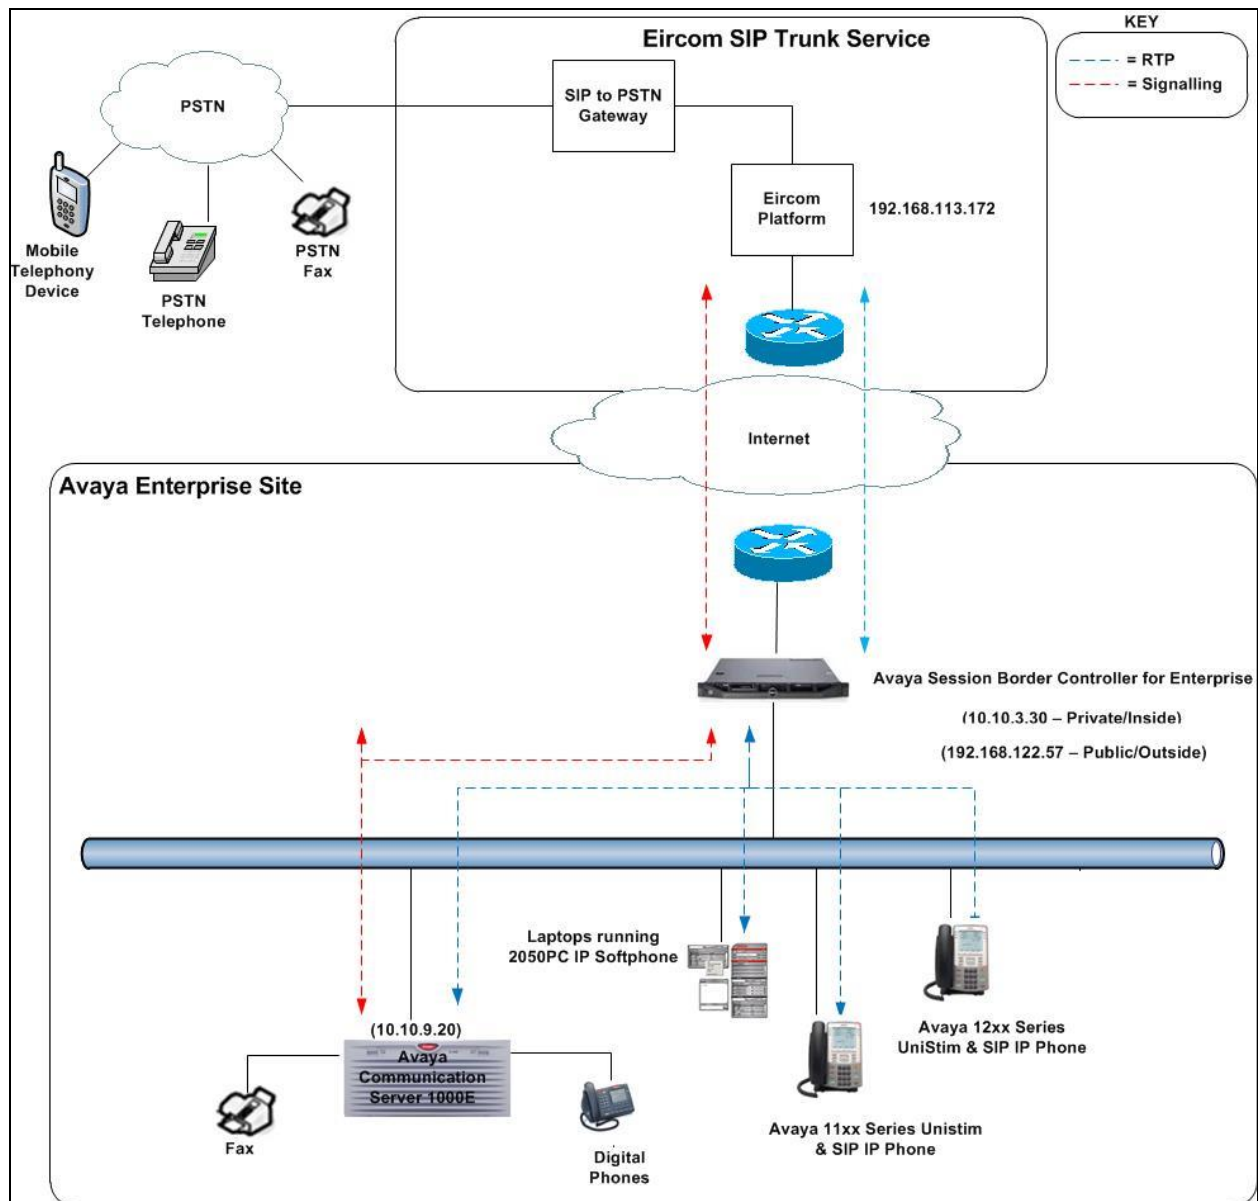 KEY
= RTP
= Signalling
Eircom SIP Trunk Service
PSTN
SIP to PSTN
Gateway
Eircom
Platform
192.168.113.172
Mobile
Telephony
Device
PSTN
Telephone
PSTN
Fax
Internet
Avaya Enterprise Site
Avaya Session Border Controller for Enterprise
(10.10.3.30 – Private/Inside)
(192.168.122.57 – Public/Outside)
Laptops running
2050PC IP Softphone
(10.10.9.20)
Avaya
Communication
Server 1000E
Fax
Digital
Phones
Avaya 12xx Series
UniStim & SIP IP Phone
Avaya 11xx Series Unistim
& SIP IP Phone